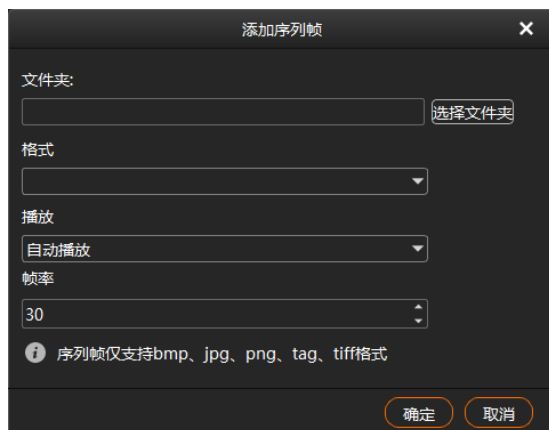 添加序列帧
文件夹:
选择文件夹
格式
播放
自动播放
帧率
30
序列帧仅支持bmp、jpg、png、tag、tiff格式
确定 取消